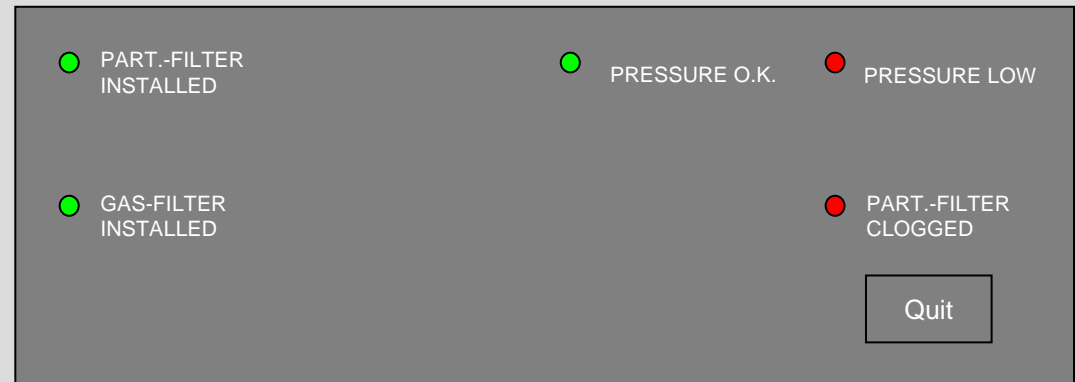 PART.-FILTER
INSTALLED
PRESSURE O.K.
PRESSURE LOW
GAS-FILTER
INSTALLED
PART.-FILTER
CLOGGED
Quit